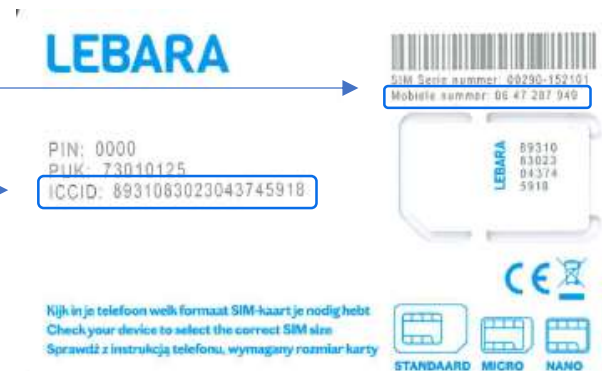 LEBARA
SIM Serie nummer: 00290-152101
Mobiele nummer: 06 47 287 949
PIN: 0000
PUK: 73010125
ICCID: 8931083023043745918
LEBARA
89310
83023
04374
5918
CE
Kijk in je telefoon welk formaat SIM-kaart je nodig hebt
Check your device to select the correct SIM size
Sprawdź z instrukcją telefonu, wymagany rozmiar karty
STANDAARD MICRO NANO